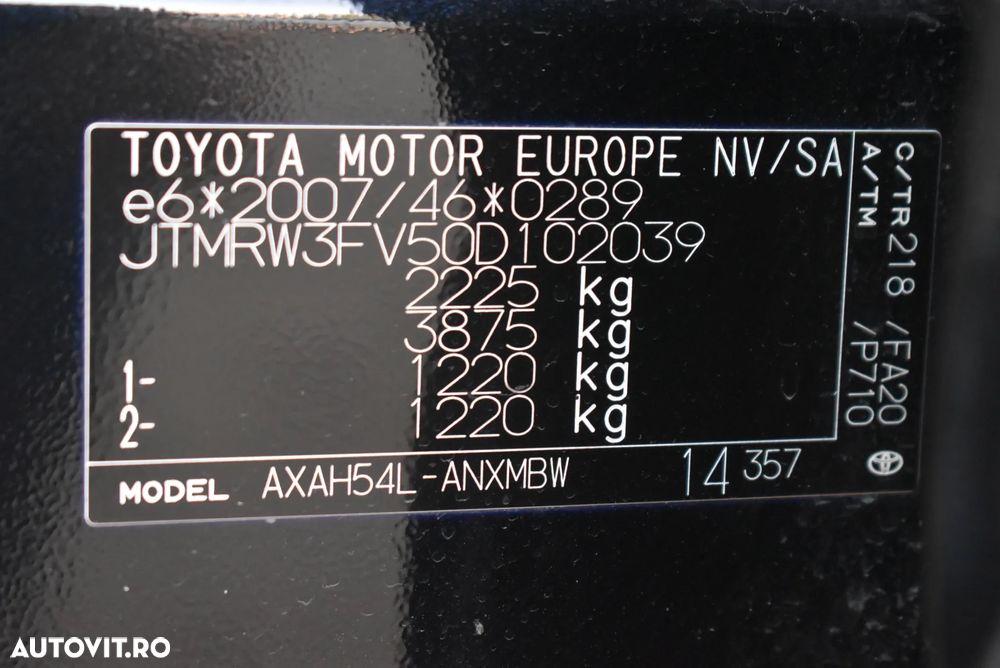 TOYOTA MOTOR EUROPE NV/SA
e6*2007/46*0289
JTMRW3FV50D102039
2225 kg
3875 kg
1- 1220 kg
2- 1220 kg
MODEL AXAH54L-ANXMBW 14 357
C/TR218 /FA20
A/TM /P710
AUTOVIT.RO